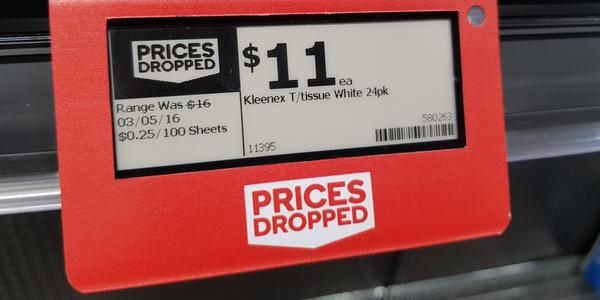 PRICES
DROPPED
$11 ea
Kleenex T/tissue White 24pk
Range Was $16
03/05/16
$0.25/100 Sheets
580263
11395
PRICES
DROPPED